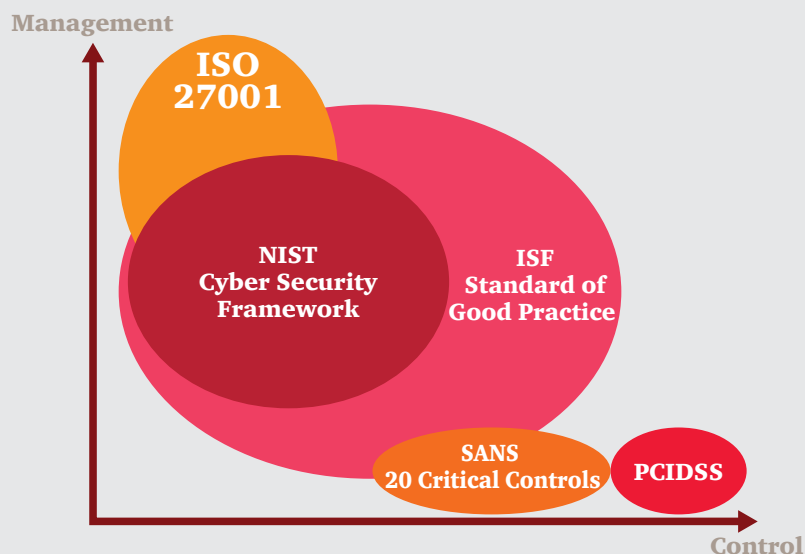 Management
ISO
27001
NIST
Cyber Security
Framework
ISF
Standard of
Good Practice
SANS
20 Critical Controls
PCIDSS
Control